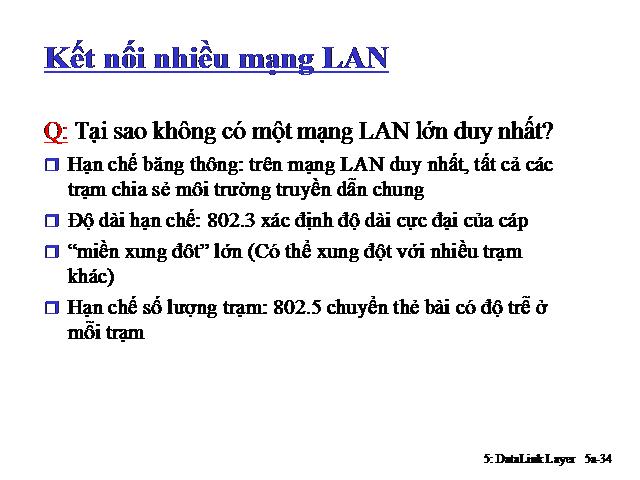 Kết nối nhiều mạng LAN
Q: Tại sao không có một mạng LAN lớn duy nhất?
Hạn chế băng thông: trên mạng LAN duy nhất, tất cả các
trạm chia sẻ môi trường truyền dẫn chung
Độ dài hạn chế: 802.3 xác định độ dài cực đại của cáp
“miền xung đôt” lớn (Có thể xung đột với nhiều trạm
khác)
Hạn chế số lượng trạm: 802.5 chuyển thẻ bài có độ trễ ở
mỗi trạm
5: DataLink Layer 5a-34